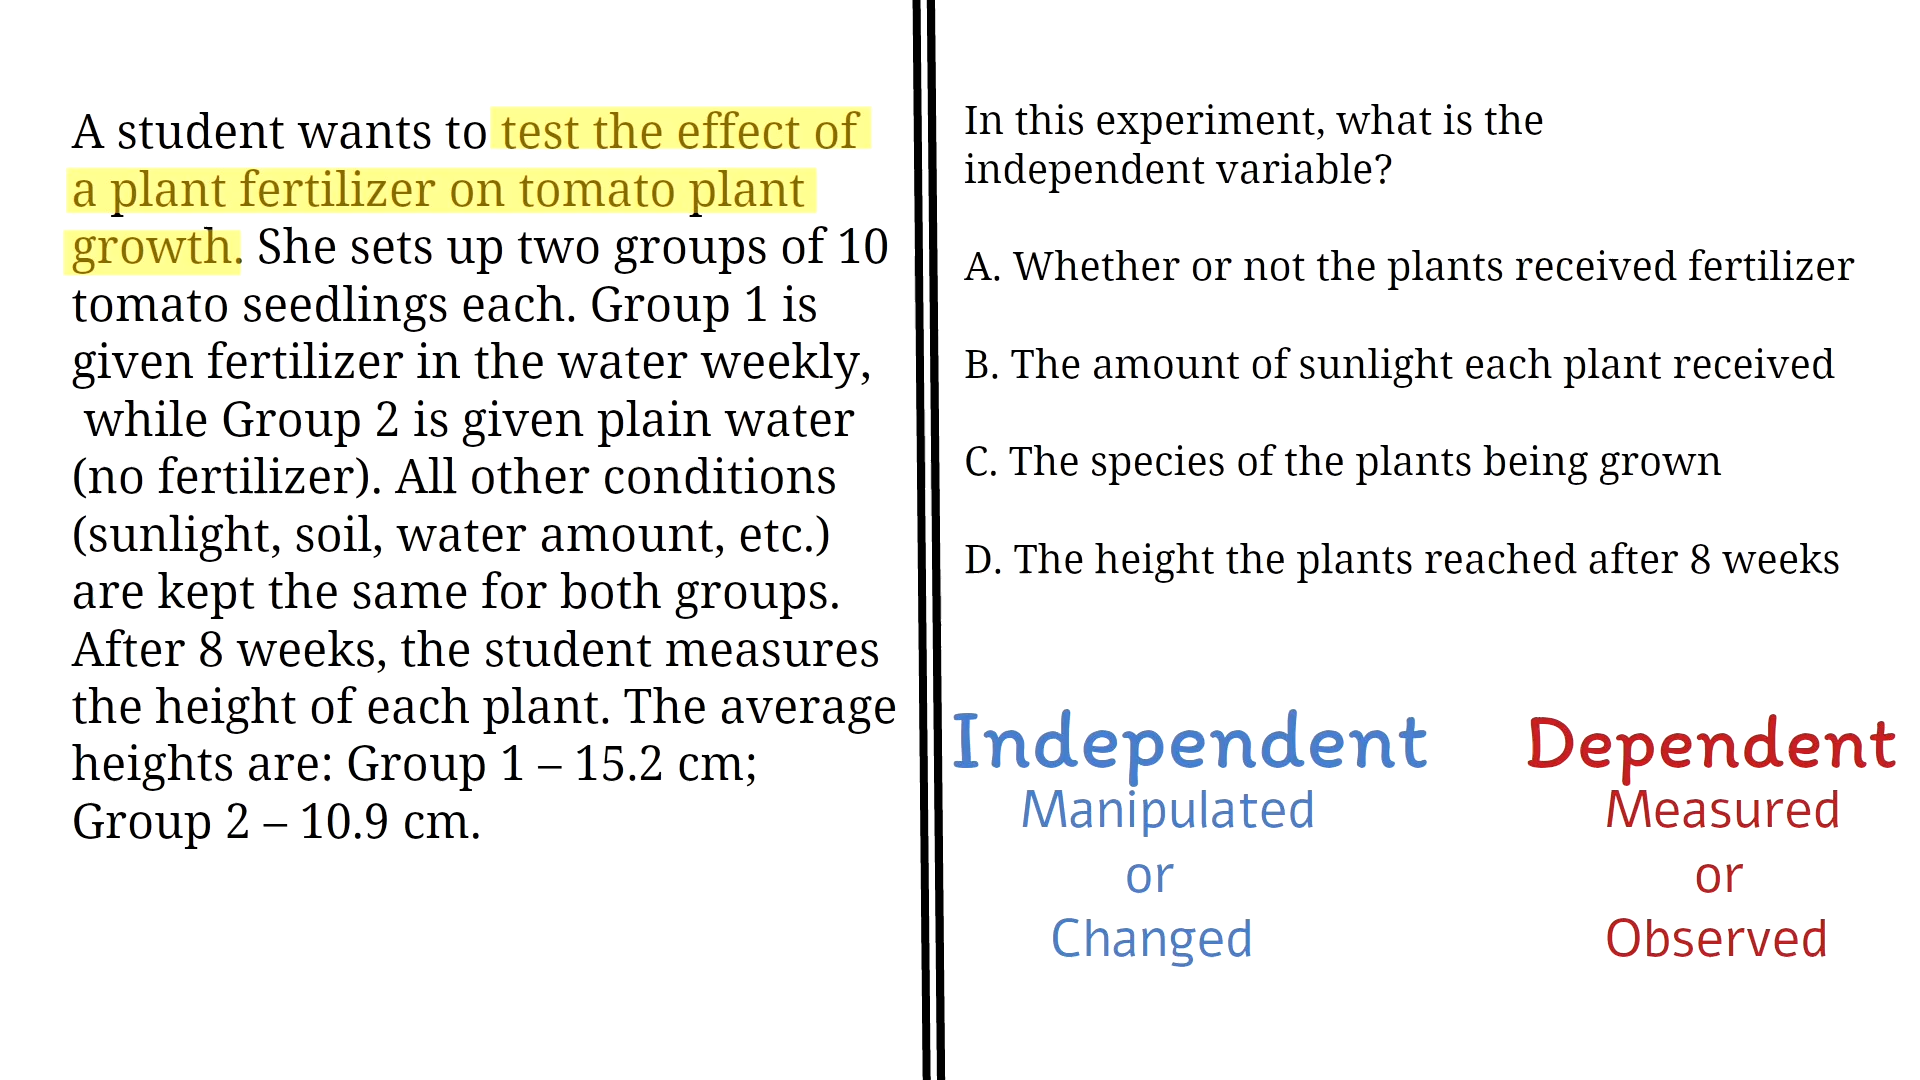 A student wants to test the effect of
a plant fertilizer on tomato plant
growth. She sets up two groups of 10
tomato seedlings each. Group 1 is
given fertilizer in the water weekly,
while Group 2 is given plain water
(no fertilizer). All other conditions
(sunlight, soil, water amount, etc.)
are kept the same for both groups.
After 8 weeks, the student measures
the height of each plant. The average
heights are: Group 1 – 15.2 cm;
Group 2 – 10.9 cm.
In this experiment, what is the
independent variable?
A. Whether or not the plants received fertilizer
B. The amount of sunlight each plant received
C. The species of the plants being grown
D. The height the plants reached after 8 weeks
Independent
Manipulated
or
Changed
Dependent
Measured
or
Observed